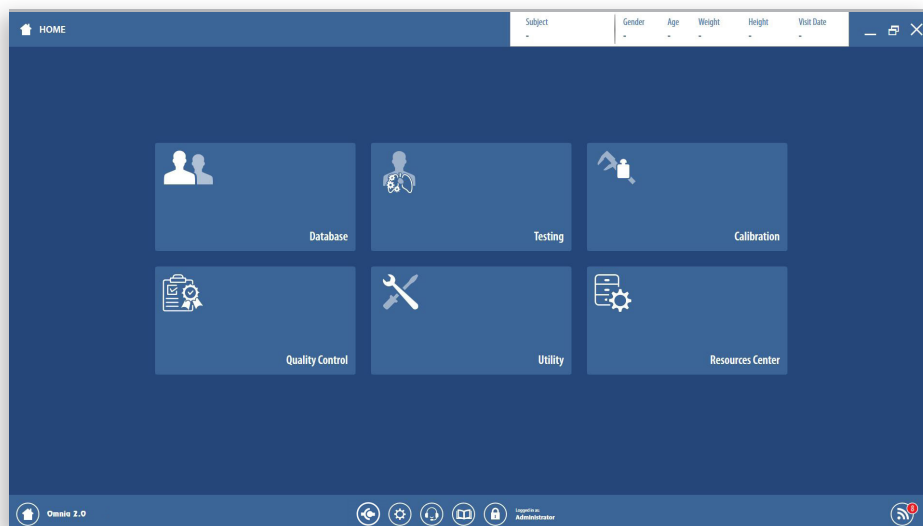 HOME
Subject Gender Age Weight Height Visit Date
- - - - - -
Database
Testing
Calibration
Quality Control
Utility
Resources Center
Omnia 2.0
Logged in as:
Administrator